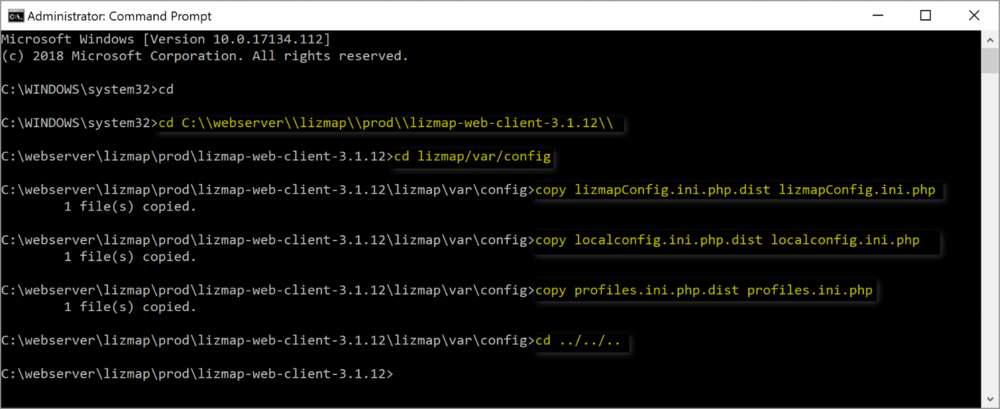 Administrator: Command Prompt
Microsoft Windows [Version 10.0.17134.112]
(c) 2018 Microsoft Corporation. All rights reserved.
C:\WINDOWS\system32>cd
C:\WINDOWS\system32>cd C:\\webserver\\lizmap\\prod\\lizmap-web-client-3.1.12\\
C:\webserver\lizmap\prod\lizmap-web-client-3.1.12>cd lizmap/var/config
C:\webserver\lizmap\prod\lizmap-web-client-3.1.12\lizmap\var\config>copy lizmapConfig.ini.php.dist lizmapConfig.ini.php
1 file(s) copied.
C:\webserver\lizmap\prod\lizmap-web-client-3.1.12\lizmap\var\config>copy localconfig.ini.php.dist localconfig.ini.php
1 file(s) copied.
C:\webserver\lizmap\prod\lizmap-web-client-3.1.12\lizmap\var\config>copy profiles.ini.php.dist profiles.ini.php
1 file(s) copied.
C:\webserver\lizmap\prod\lizmap-web-client-3.1.12\lizmap\var\config>cd ../../..
C:\webserver\lizmap\prod\lizmap-web-client-3.1.12>